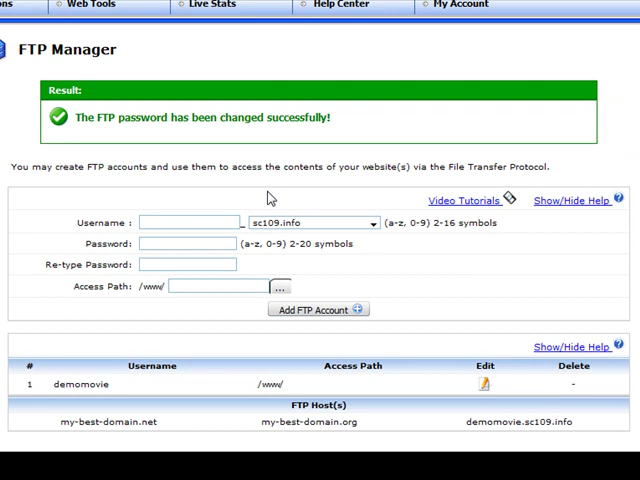 ons Web Tools Live Stats Help Center My Account
FTP Manager
Result:
The FTP password has been changed successfully!
You may create FTP accounts and use them to access the contents of your website(s) via the File Transfer Protocol.
Video Tutorials Show/Hide Help ?
Username : _ sc109.info (a-z, 0-9) 2-16 symbols
Password: (a-z, 0-9) 2-20 symbols
Re-type Password:
Access Path: /www/ ...
Add FTP Account
Show/Hide Help ?
# Username Access Path Edit Delete
1 demomovie /www/ -
FTP Host(s)
my-best-domain.net my-best-domain.org demomovie.sc109.info